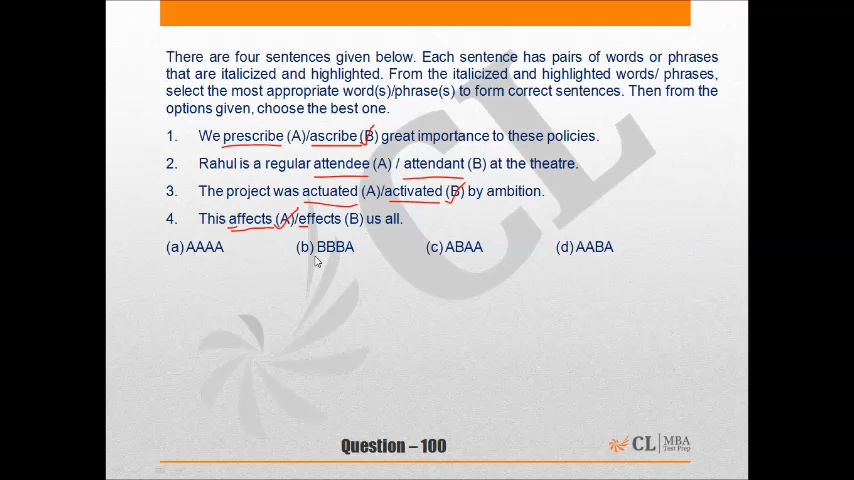 There are four sentences given below. Each sentence has pairs of words or phrases
that are italicized and highlighted. From the italicized and highlighted words/ phrases,
select the most appropriate word(s)/phrase(s) to form correct sentences. Then from the
options given, choose the best one.
1. We prescribe (A)/ascribe (B) great importance to these policies.
2. Rahul is a regular attendee (A) / attendant (B) at the theatre.
3. The project was actuated (A)/activated (B) by ambition.
4. This affects (A)/effects (B) us all.
(a) AAAA (b) BBBA (c) ABAA (d) AABA
CL
Question – 100
CL MBA Test Prep